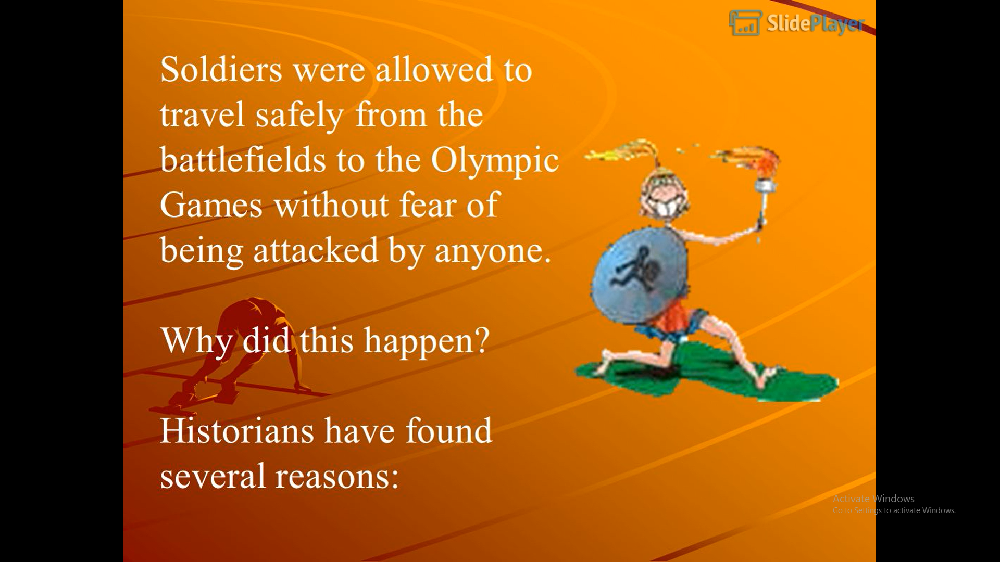 SlidePlayer
Soldiers were allowed to
travel safely from the
battlefields to the Olympic
Games without fear of
being attacked by anyone.
Why did this happen?
Historians have found
several reasons:
Activate Windows
Go to Settings to activate Windows.